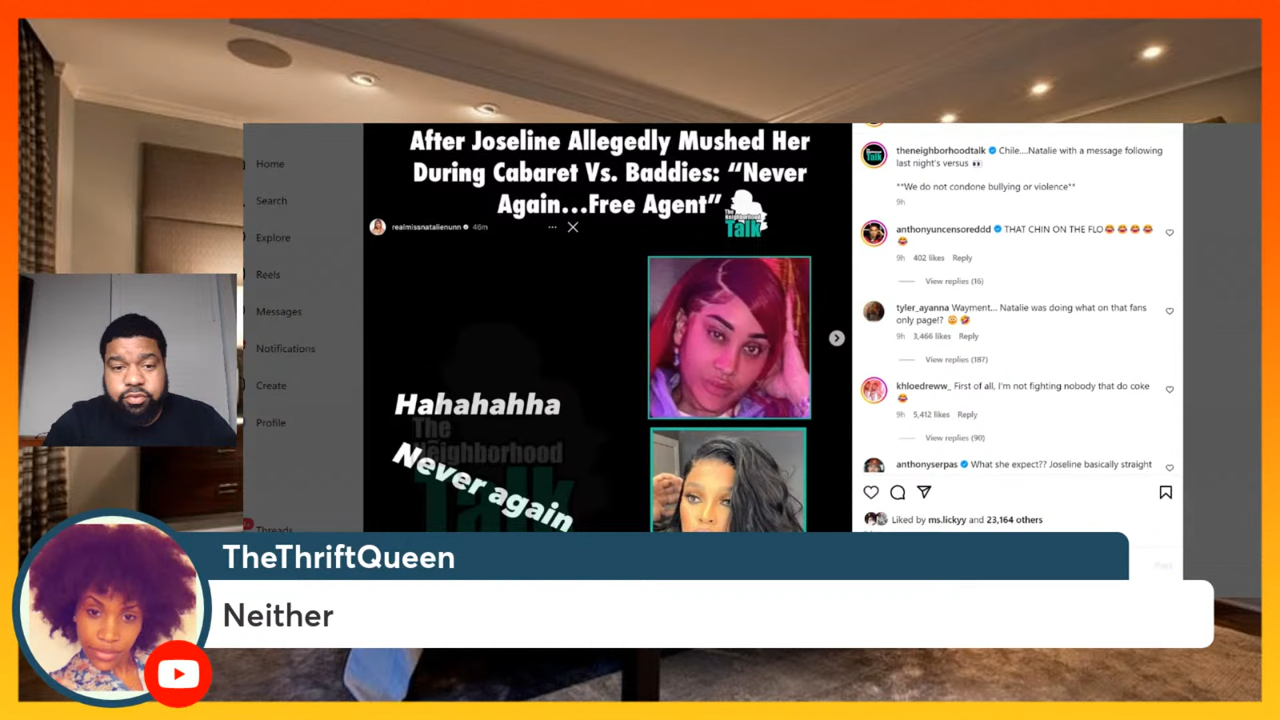 After Joseline Allegedly Mushed Her
During Cabaret Vs. Baddies: “Never
Again...Free Agent”
The Neighborhood
Talk
realmissnatalienunn 46m
Hahahahha
The
Neighborhood
Talk
Never again
Home
Search
Explore
Reels
Messages
Notifications
Create
Profile
Threads
theneighborhoodtalk Chile....Natalie with a message following
last night's versus 👀
**We do not condone bullying or violence**
9h
anthonyuncensoreddd THAT CHIN ON THE FLO😂😂😂😂
😂
9h 402 likes Reply
View replies (16)
tyler_ayanna Wayment... Natalie was doing what on that fans
only page!? 😩🤣
9h 3,466 likes Reply
View replies (187)
khloedreww_ First of all, I'm not fighting nobody that do coke
😂
9h 5,412 likes Reply
View replies (90)
anthonyserpas What she expect?? Joseline basically straight
Liked by ms.lickyy and 23,164 others
Post
TheThriftQueen
Neither